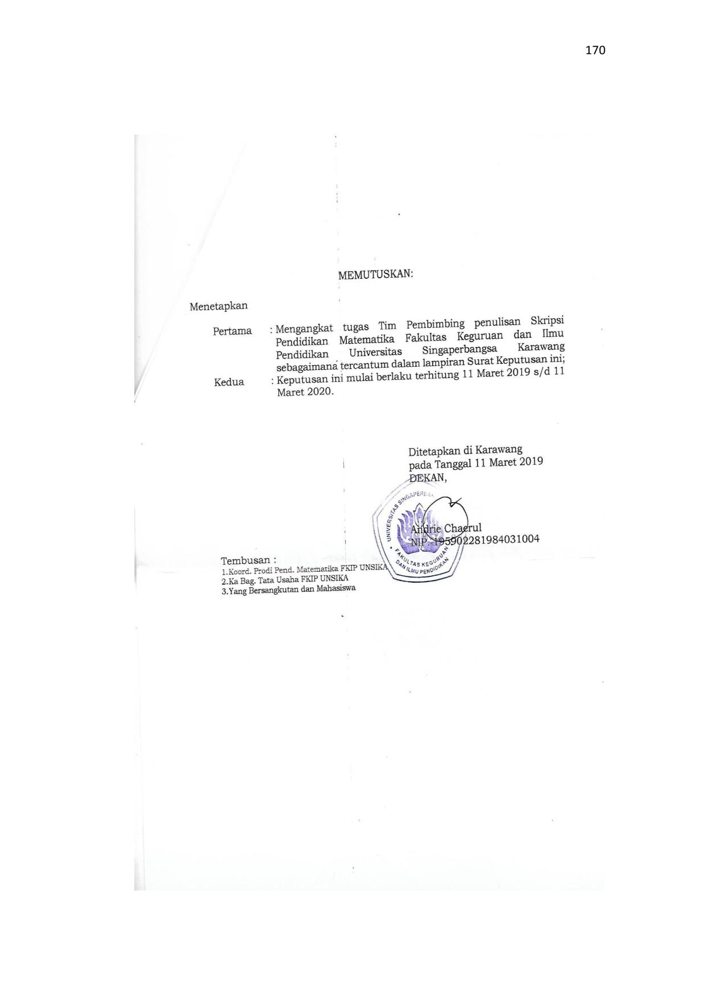 170
MEMUTUSKAN:
Menetapkan
Pertama : Mengangkat tugas Tim Pembimbing penulisan Skripsi
Pendidikan Matematika Fakultas Keguruan dan Ilmu
Pendidikan Universitas Singaperbangsa Karawang
sebagaimana tercantum dalam lampiran Surat Keputusan ini;
Kedua : Keputusan ini mulai berlaku terhitung 11 Maret 2019 s/d 11
Maret 2020.
Ditetapkan di Karawang
pada Tanggal 11 Maret 2019
DEKAN,
UNIVERSITAS
Andrie Chaerul
NIP. 195902281984031004
FAKULTAS KEGURUAN
DAN ILMU PENDIDIKAN
Tembusan :
1.Koord. Prodi Pend. Matematika FKIP UNSIKA
2.Ka Bag. Tata Usaha FKIP UNSIKA
3.Yang Bersangkutan dan Mahasiswa